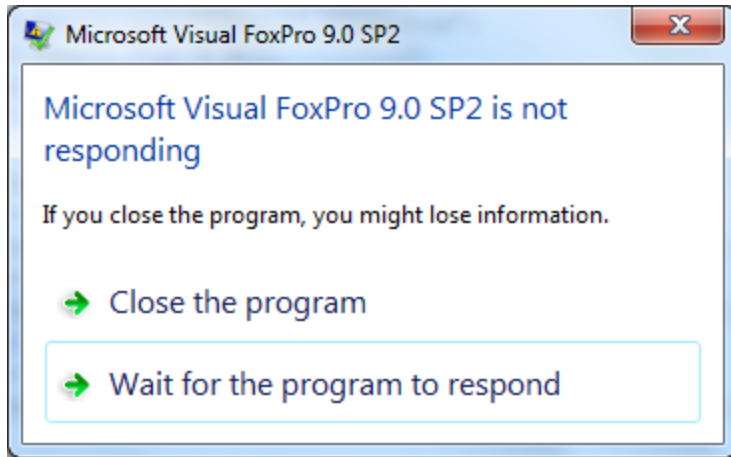 Microsoft Visual FoxPro 9.0 SP2
Microsoft Visual FoxPro 9.0 SP2 is not
responding
If you close the program, you might lose information.
Close the program
Wait for the program to respond